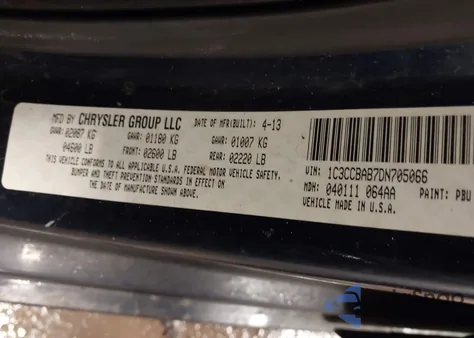 MFD BY CHRYSLER GROUP LLC DATE OF MFR(BUILT): 4-13
GVWR: 02087 KG GAWR: 01180 KG GAWR: 01007 KG
04600 LB FRONT: 02600 LB REAR: 02220 LB
THIS VEHICLE CONFORMS TO ALL APPLICABLE U.S.A. FEDERAL MOTOR VEHICLE SAFETY,
BUMPER AND THEFT PREVENTION STANDARDS IN EFFECT ON
THE DATE OF MANUFACTURE SHOWN ABOVE.
VIN: 1C3CCBAB7DN705066
MDH: 040111 064AA PAINT: PBU
VEHICLE MADE IN U.S.A.